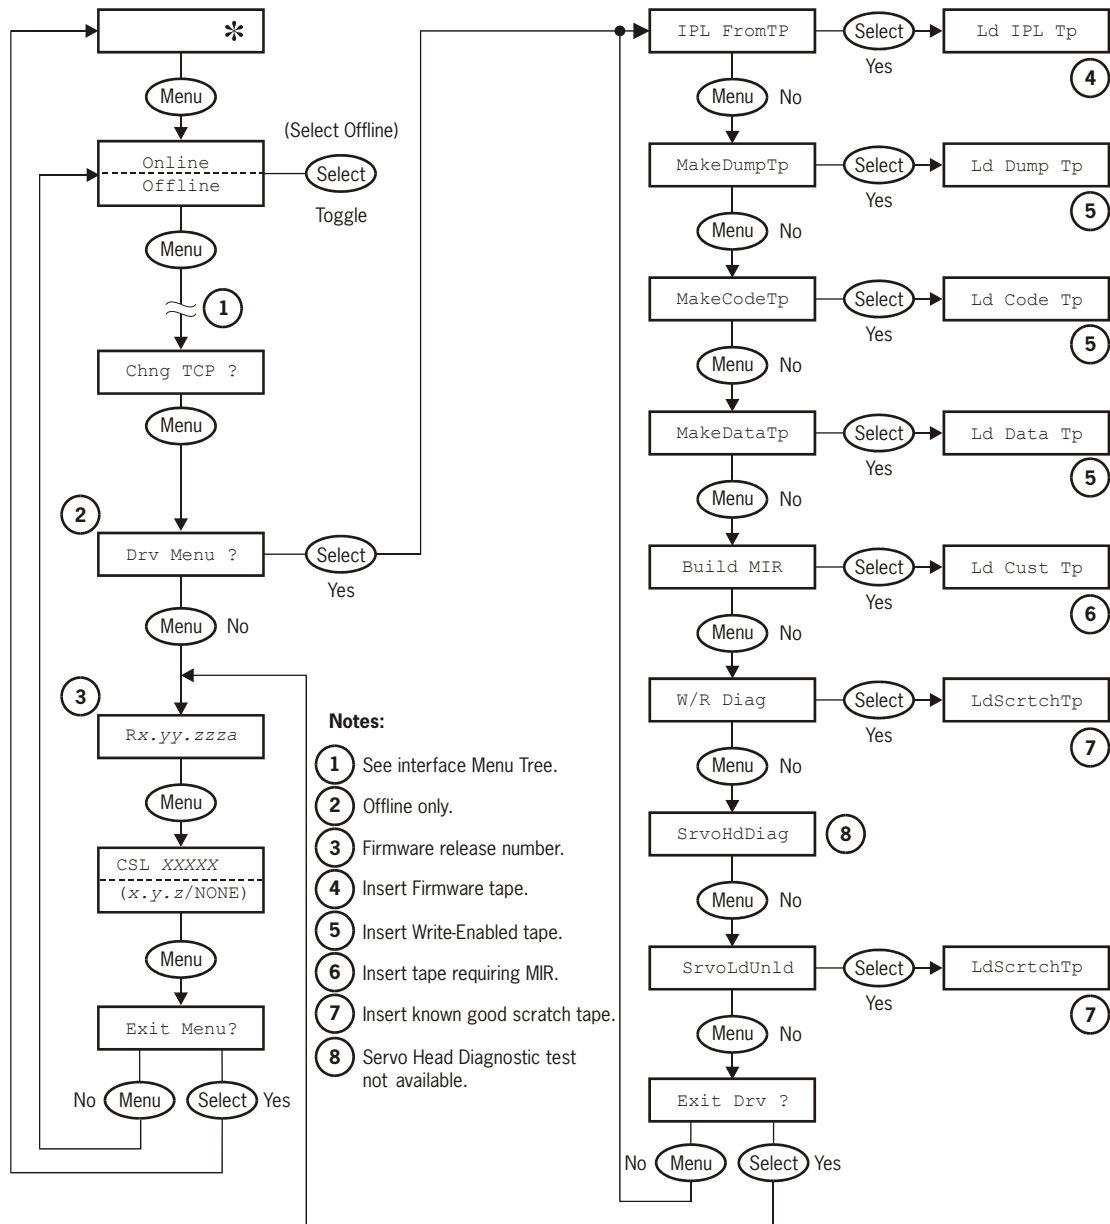 *
Menu
Online
Offline
(Select Offline)
Select
Toggle
Menu
1
Chng TCP ?
Menu
2
Drv Menu ?
Select
Yes
Menu No
3
Rx.yy.zzza
Menu
CSL XXXXX
(x.y.z/NONE)
Menu
Exit Menu?
No Menu
Select Yes
Notes:
1 See interface Menu Tree.
2 Offline only.
3 Firmware release number.
4 Insert Firmware tape.
5 Insert Write-Enabled tape.
6 Insert tape requiring MIR.
7 Insert known good scratch tape.
8 Servo Head Diagnostic test
not available.
IPL FromTP
Select
Yes
Ld IPL Tp
4
Menu No
MakeDumpTp
Select
Yes
Ld Dump Tp
5
Menu No
MakeCodeTp
Select
Yes
Ld Code Tp
5
Menu No
MakeDataTp
Select
Yes
Ld Data Tp
5
Menu No
Build MIR
Select
Yes
Ld Cust Tp
6
Menu No
W/R Diag
Select
Yes
LdScrtchTp
7
Menu No
SrvoHdDiag
8
Menu No
SrvoLdUnld
Select
Yes
LdScrtchTp
7
Menu No
Exit Drv ?
No Menu
Select Yes